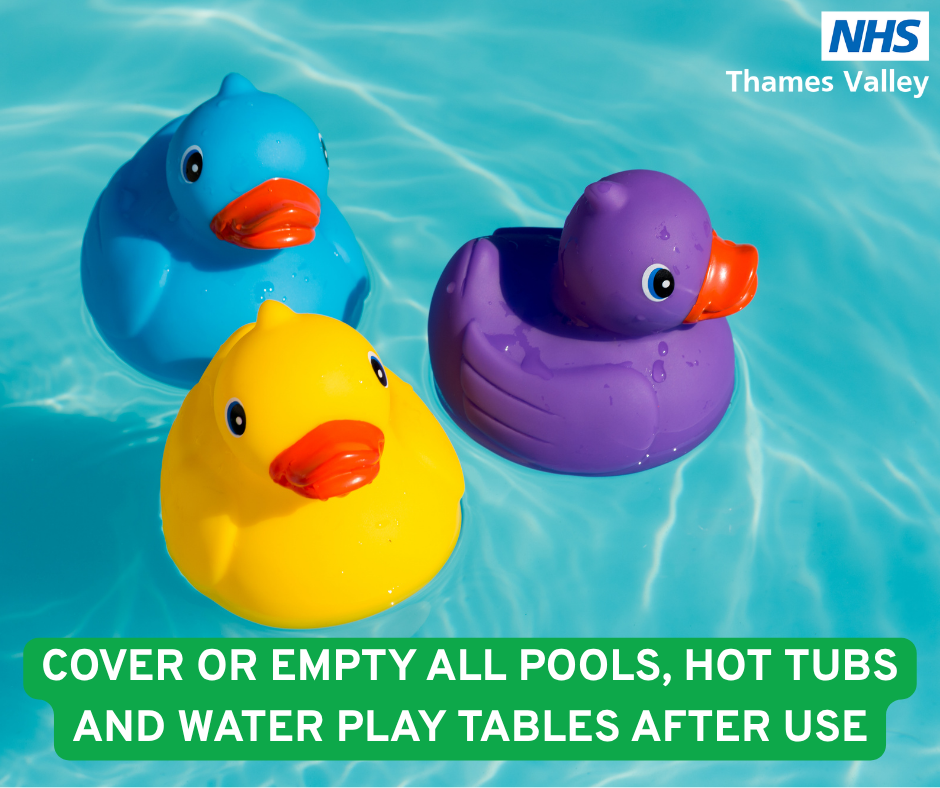 NHS
Thames Valley
COVER OR EMPTY ALL POOLS, HOT TUBS
AND WATER PLAY TABLES AFTER USE